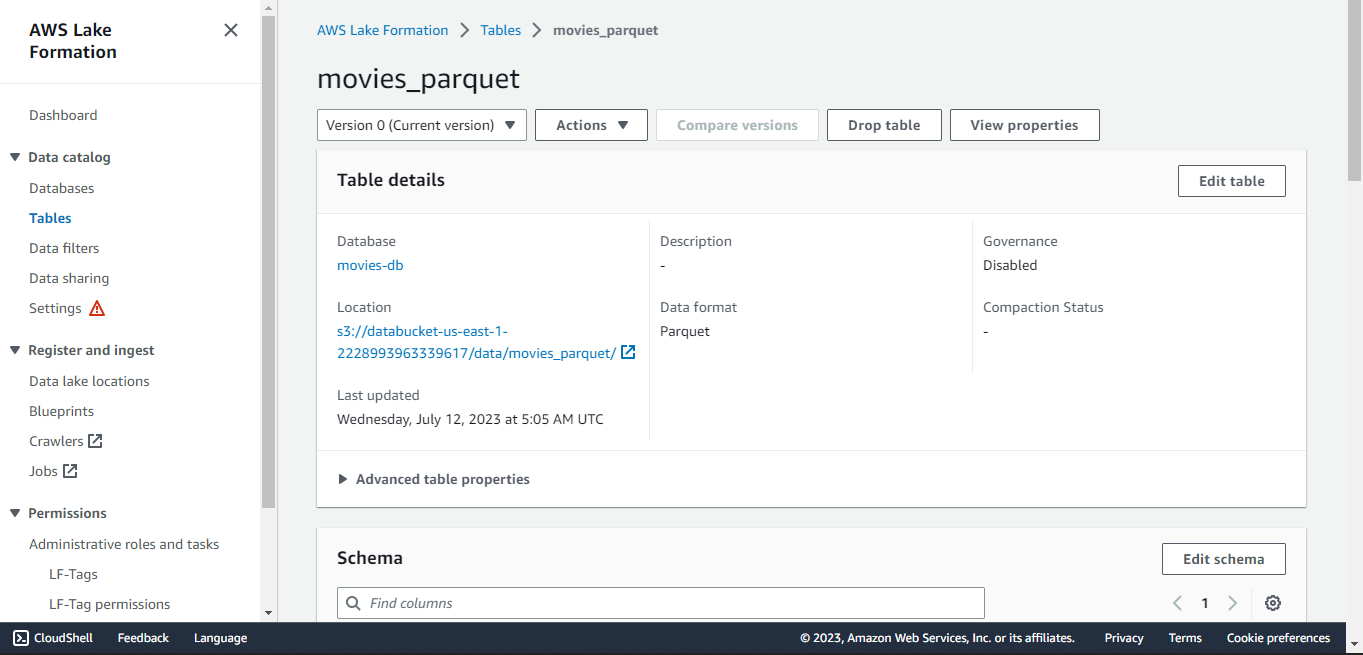 AWS Lake
Formation
Dashboard
Data catalog
Databases
Tables
Data filters
Data sharing
Settings
Register and ingest
Data lake locations
Blueprints
Crawlers
Jobs
Permissions
Administrative roles and tasks
LF-Tags
LF-Tag permissions
AWS Lake Formation > Tables > movies_parquet
movies_parquet
Version 0 (Current version) Actions Compare versions Drop table View properties
Table details Edit table
Database
movies-db
Location
s3://databucket-us-east-1-
2228993963339617/data/movies_parquet/
Last updated
Wednesday, July 12, 2023 at 5:05 AM UTC
Description
-
Data format
Parquet
Governance
Disabled
Compaction Status
-
Advanced table properties
Schema Edit schema
Find columns 1
CloudShell Feedback Language © 2023, Amazon Web Services, Inc. or its affiliates. Privacy Terms Cookie preferences